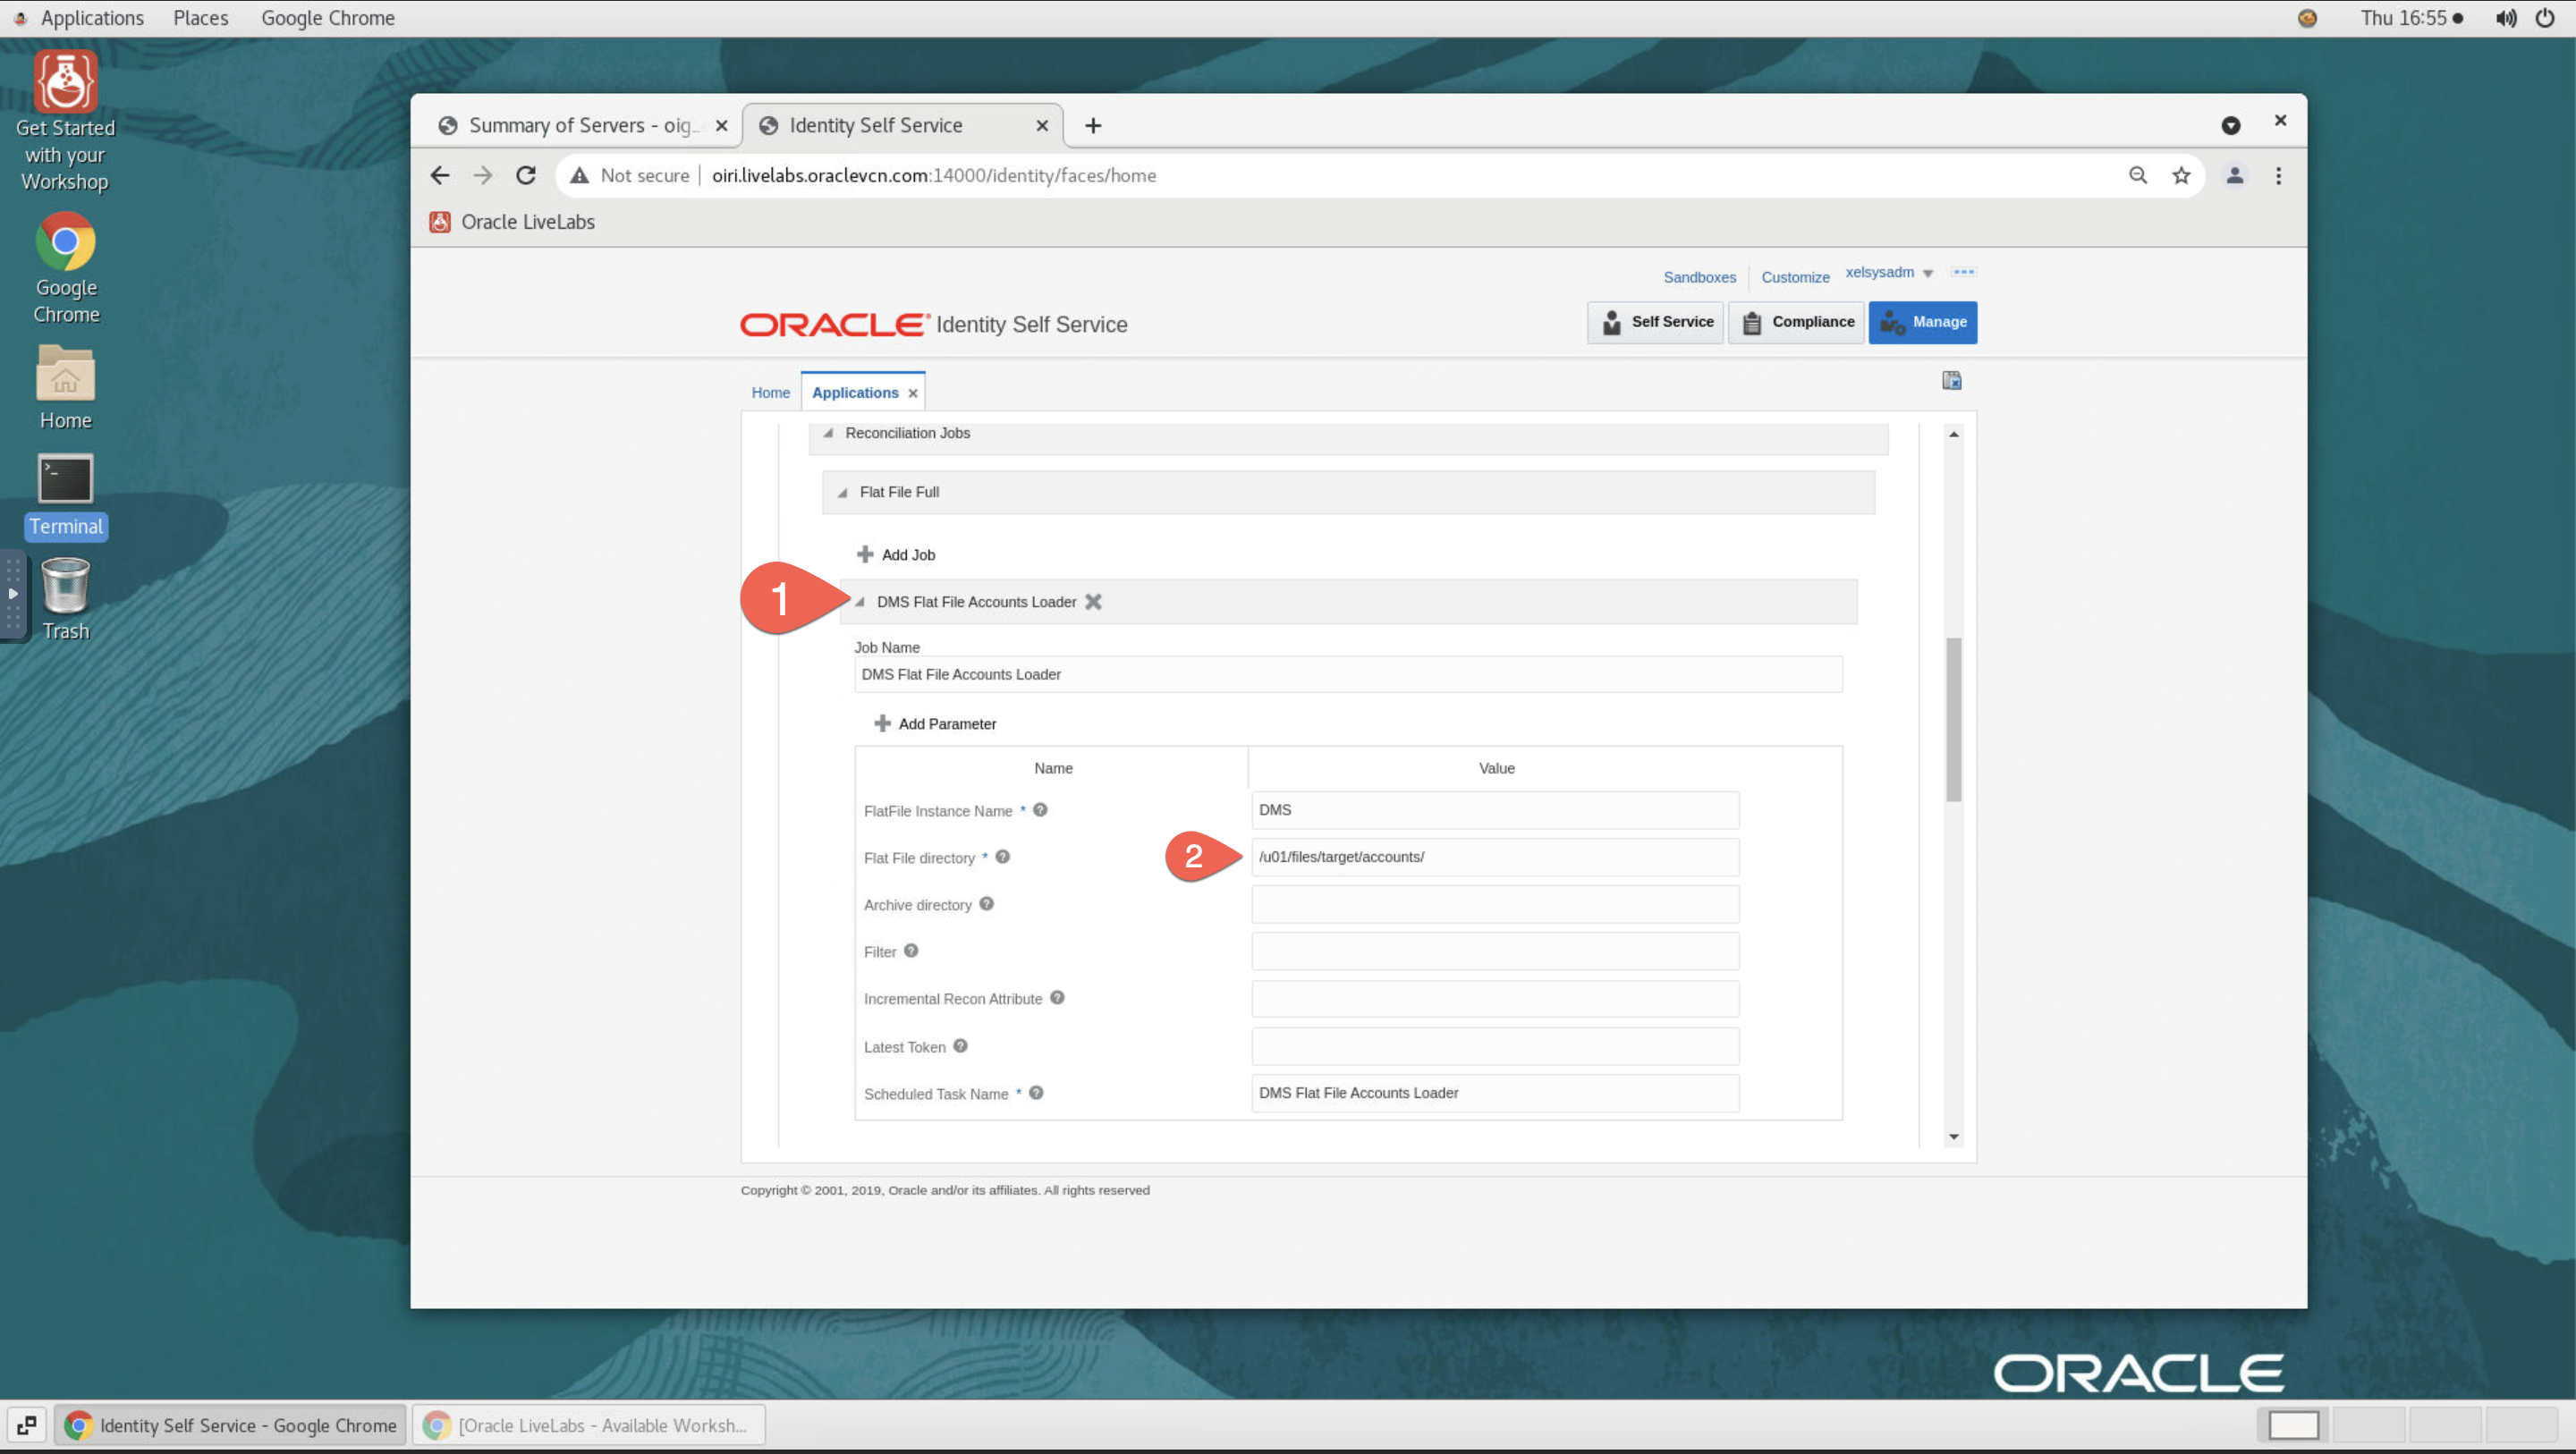 Applications Places Google Chrome Thu 16:55
Get Started
with your
Workshop
Google
Chrome
Home
Terminal
Trash
Summary of Servers - oig_
Identity Self Service
Not secure oiri.livelabs.oraclevcn.com:14000/identity/faces/home
Oracle LiveLabs
Sandboxes Customize xelsysadm
ORACLE® Identity Self Service
Self Service Compliance Manage
Home Applications
Reconciliation Jobs
Flat File Full
Add Job
1
DMS Flat File Accounts Loader
Job Name
DMS Flat File Accounts Loader
Add Parameter
Name Value
FlatFile Instance Name * DMS
Flat File directory * 2 /u01/files/target/accounts/
Archive directory
Filter
Incremental Recon Attribute
Latest Token
Scheduled Task Name * DMS Flat File Accounts Loader
Copyright © 2001, 2019, Oracle and/or its affiliates. All rights reserved
ORACLE
Identity Self Service - Google Chrome [Oracle LiveLabs - Available Worksh...